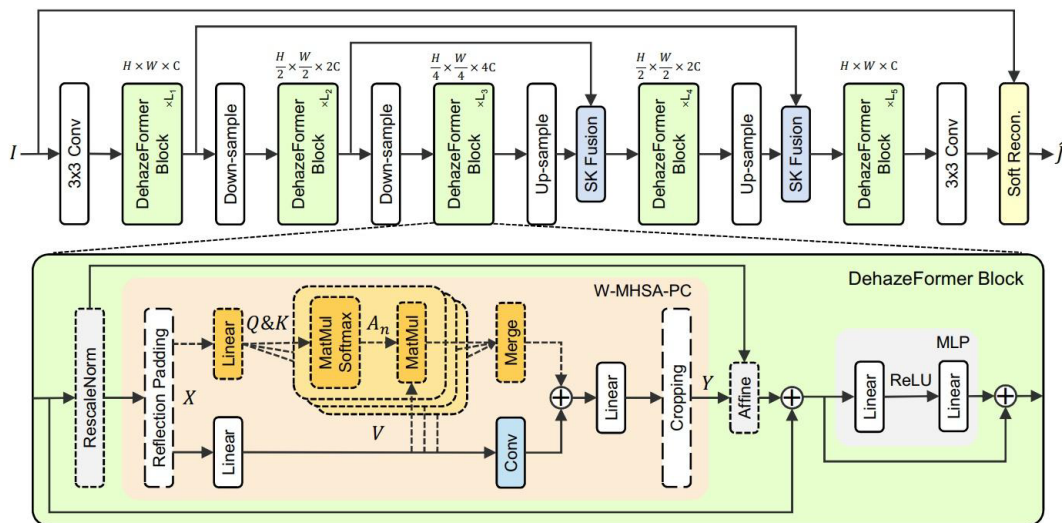 I
3x3 Conv
H × W × C
DehazeFormer
Block
×L₁
Down-sample
H/2 × W/2 × 2C
DehazeFormer
Block
×L₂
Down-sample
H/4 × W/4 × 4C
DehazeFormer
Block
×L₃
Up-sample
SK Fusion
H/2 × W/2 × 2C
DehazeFormer
Block
×L₄
Up-sample
SK Fusion
H × W × C
DehazeFormer
Block
×L₅
3x3 Conv
Soft Recon.
Ĵ
DehazeFormer Block
W-MHSA-PC
RescaleNorm
Reflection Padding
X
Linear
Q&K
MatMul
Softmax
Aₙ
MatMul
Merge
Linear
V
Conv
Linear
Cropping
Y
Affine
MLP
Linear
ReLU
Linear